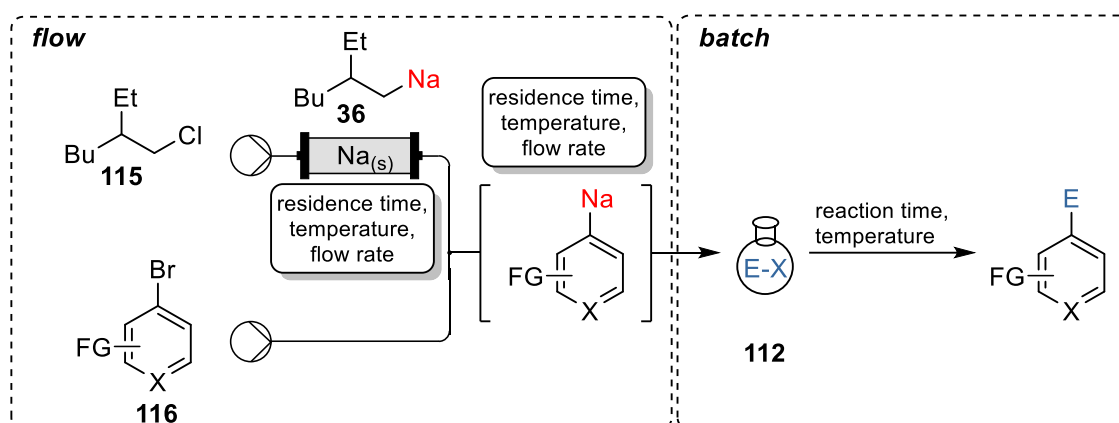 flow
batch
Et
Bu
Na
36
Et
Bu
Cl
115
Na(s)
residence time,
temperature,
flow rate
residence time,
temperature,
flow rate
Br
FG
X
116
Na
FG
X
E-X
112
reaction time,
temperature
E
FG
X